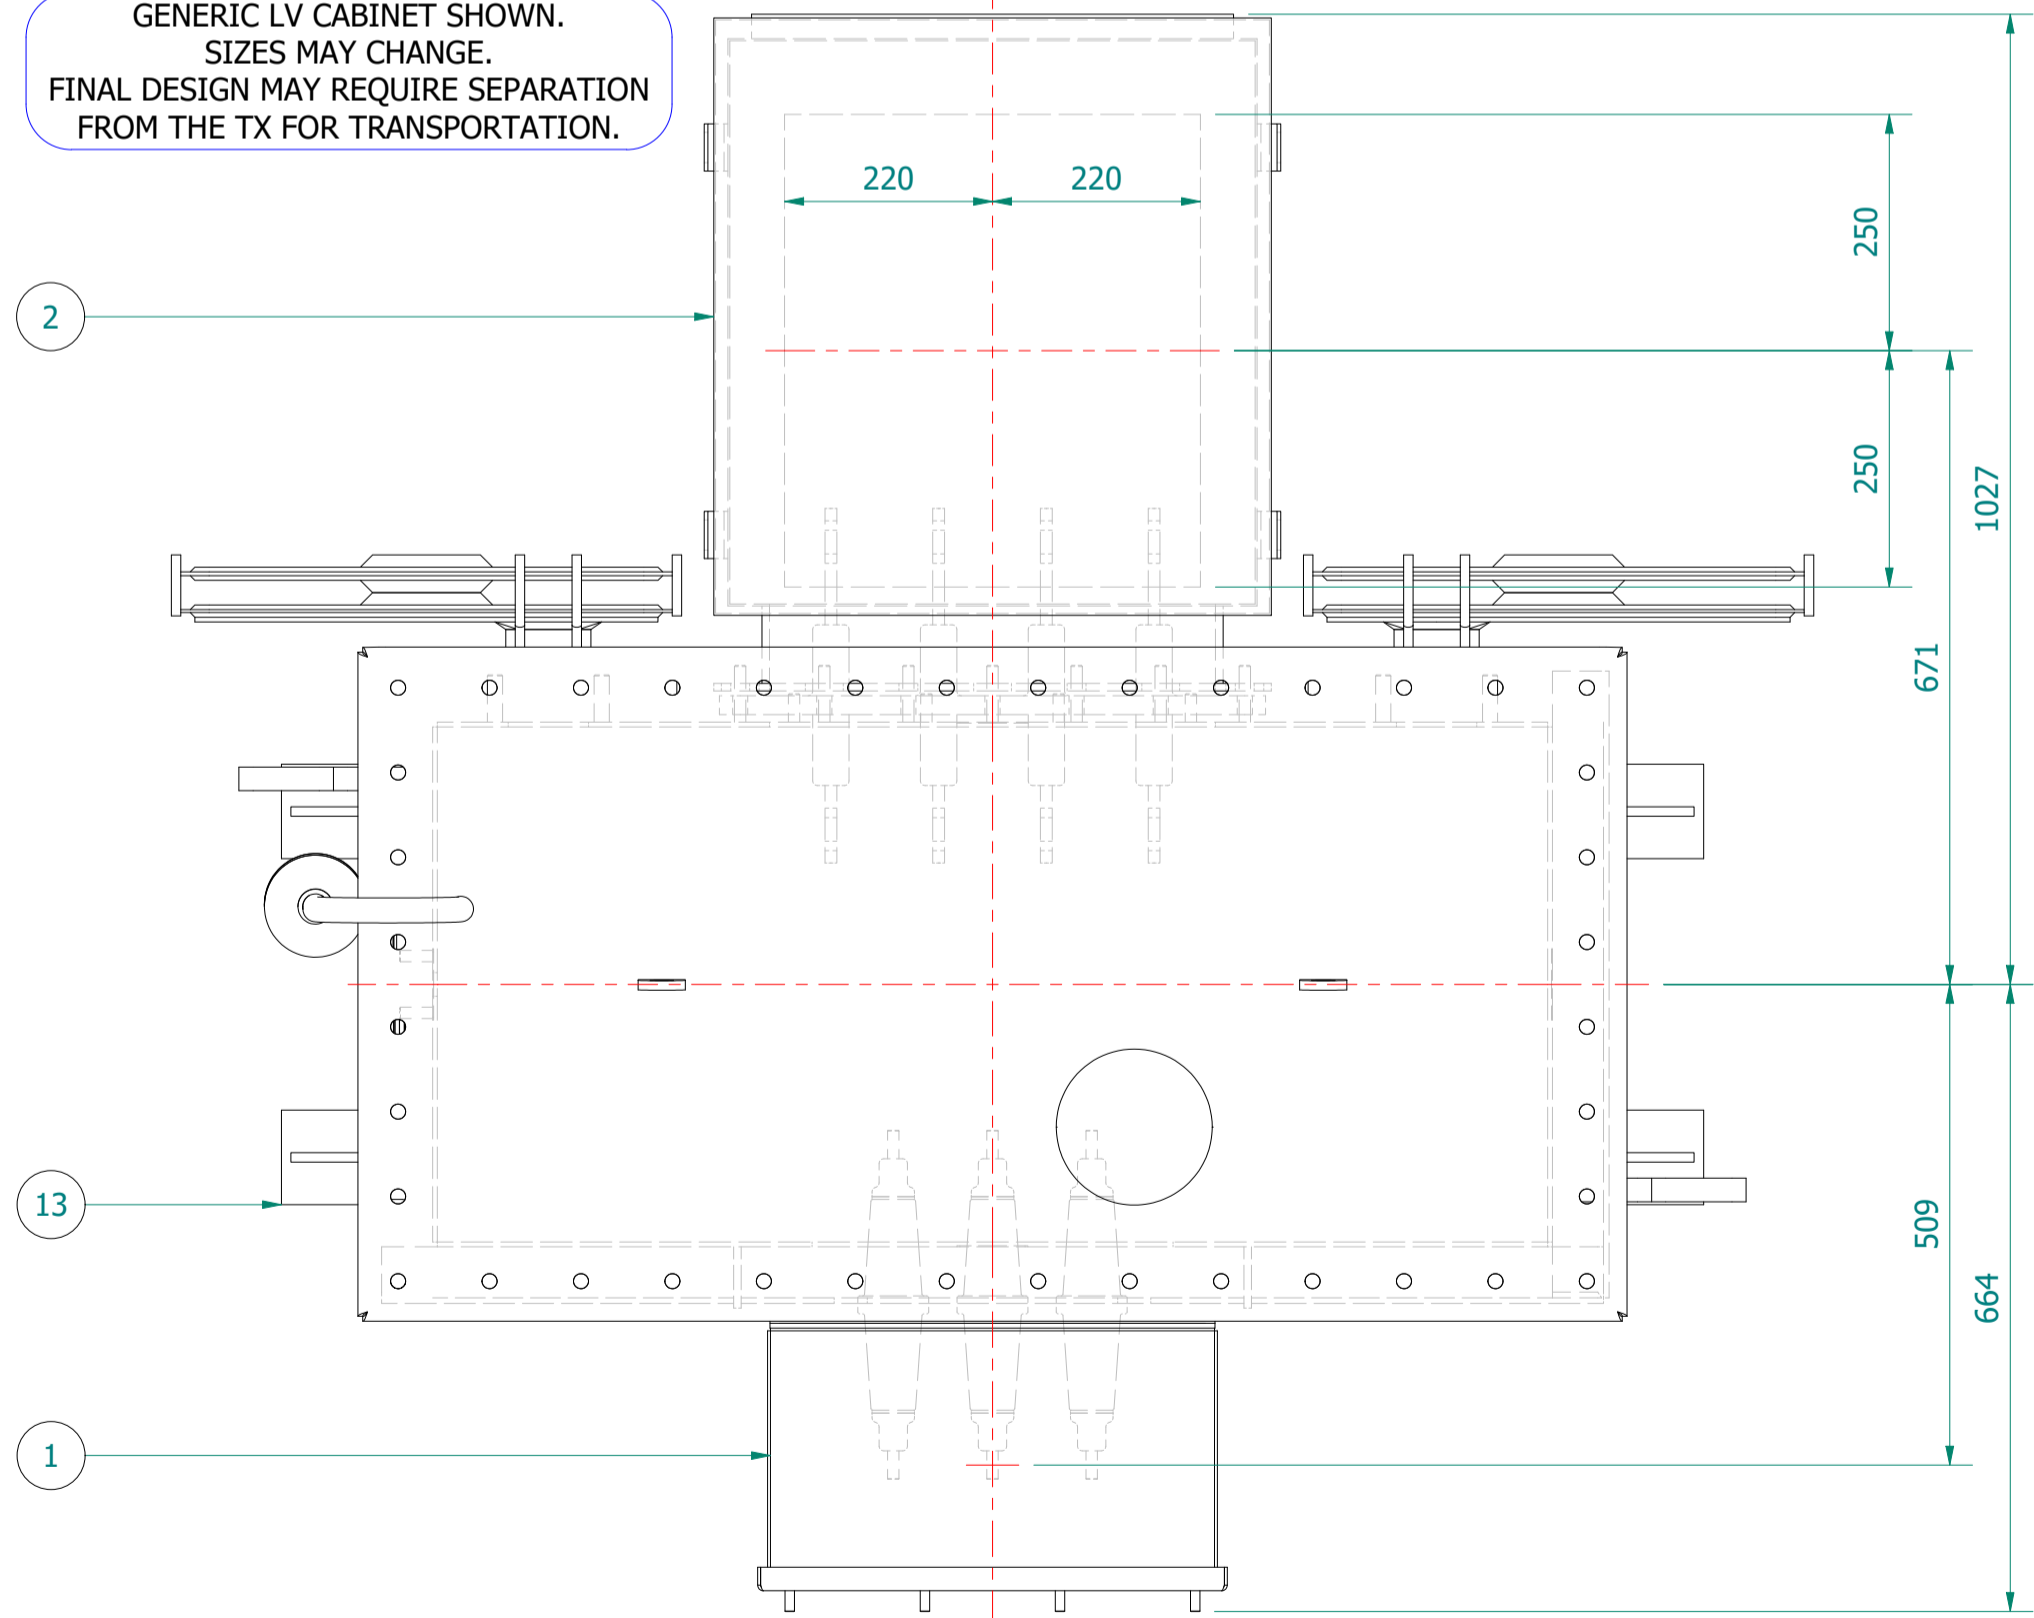 GENERIC LV CABINET SHOWN.
SIZES MAY CHANGE.
FINAL DESIGN MAY REQUIRE SEPARATION
FROM THE TX FOR TRANSPORTATION.
220
220
250
2
250
1027
671
13
509
664
1